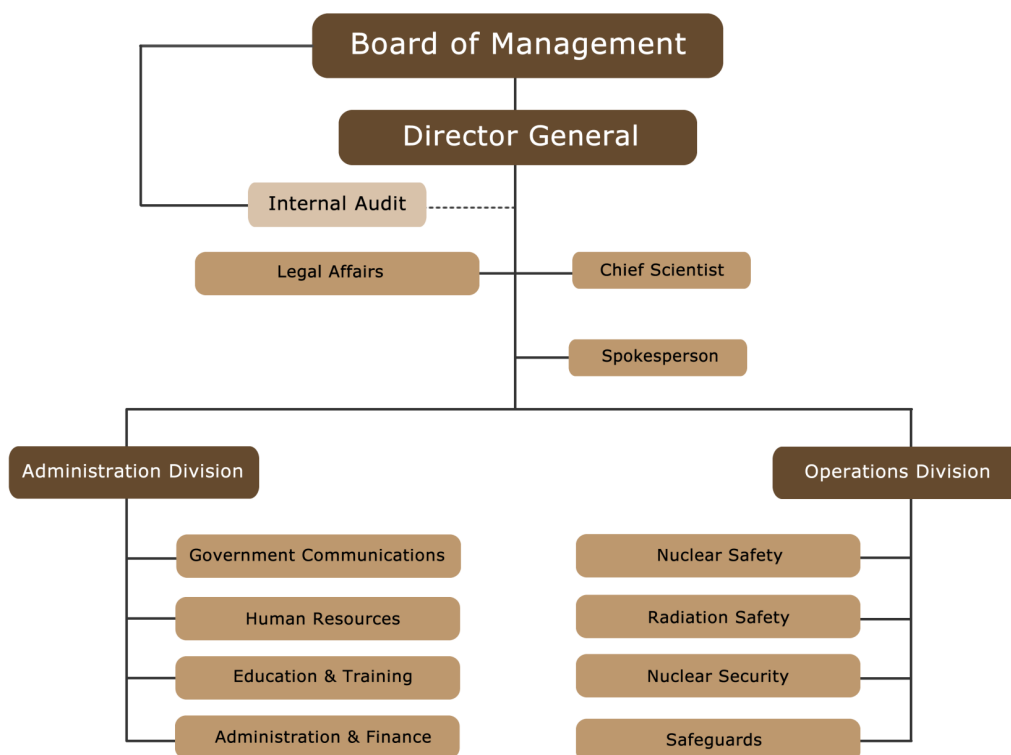 Board of Management
Director General
Internal Audit
Legal Affairs
Chief Scientist
Spokesperson
Administration Division
Operations Division
Government Communications
Nuclear Safety
Human Resources
Radiation Safety
Education & Training
Nuclear Security
Administration & Finance
Safeguards